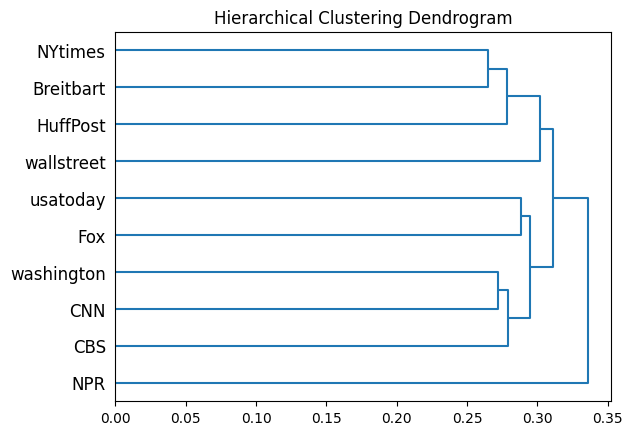 Hierarchical Clustering Dendrogram
NYtimes
Breitbart
HuffPost
wallstreet
usatoday
Fox
washington
CNN
CBS
NPR
0.00 0.05 0.10 0.15 0.20 0.25 0.30 0.35